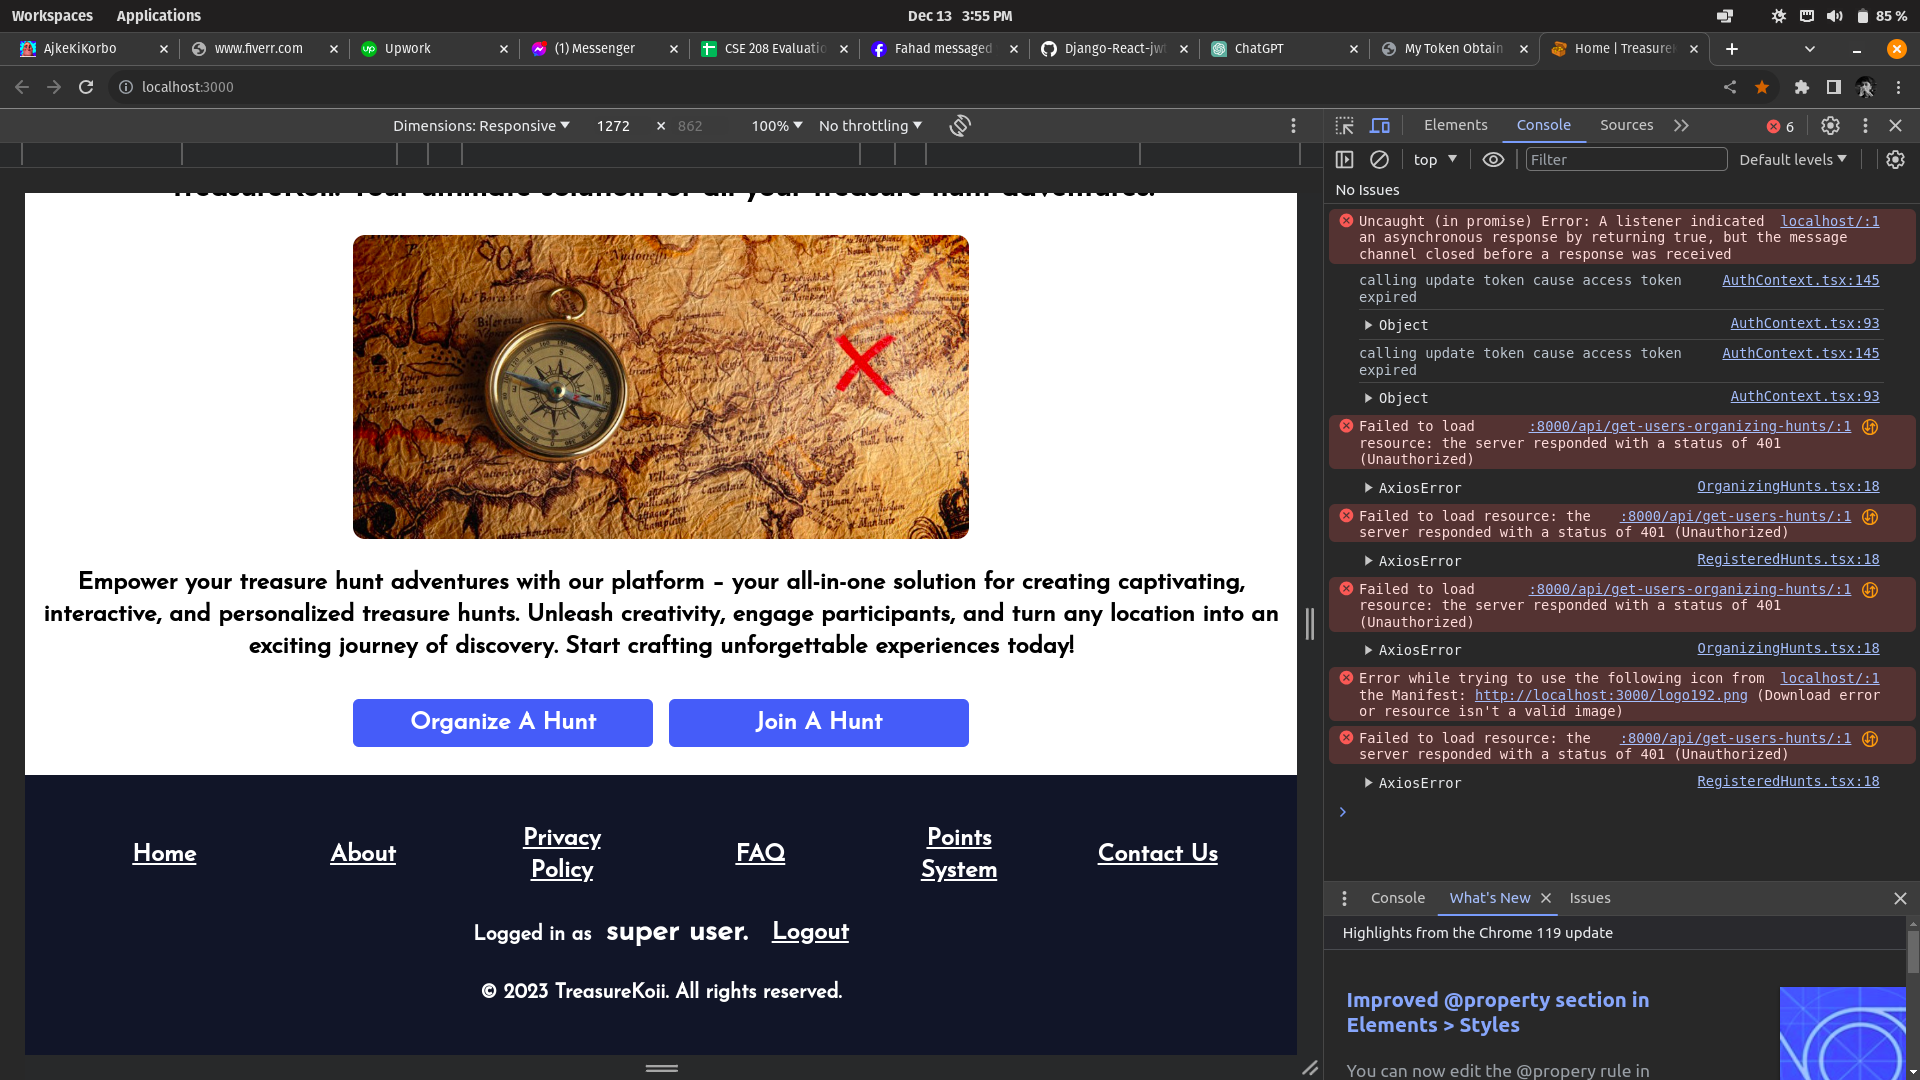 Workspaces Applications Dec 13 3:55 PM 85 %
AjkeKiKorbo www.fiverr.com Upwork (1) Messenger CSE 208 Evaluatio Fahad messaged Django-React-jwt ChatGPT My Token Obtain Home | Treasure
localhost:3000
Dimensions: Responsive 1272 × 862 100% No throttling
Elements Console Sources 6
top Filter Default levels
No Issues
TreasureKoii: Your ultimate solution for all your treasure hunt adventures.
Empower your treasure hunt adventures with our platform – your all-in-one solution for creating captivating,
interactive, and personalized treasure hunts. Unleash creativity, engage participants, and turn any location into an
exciting journey of discovery. Start crafting unforgettable experiences today!
Organize A Hunt Join A Hunt
Home About Privacy Policy FAQ Points System Contact Us
Logged in as super user. Logout
© 2023 TreasureKoii. All rights reserved.
Uncaught (in promise) Error: A listener indicated localhost/:1
an asynchronous response by returning true, but the message
channel closed before a response was received
calling update token cause access token AuthContext.tsx:145
expired
Object AuthContext.tsx:93
calling update token cause access token AuthContext.tsx:145
expired
Object AuthContext.tsx:93
Failed to load :8000/api/get-users-organizing-hunts/:1
resource: the server responded with a status of 401
(Unauthorized)
AxiosError OrganizingHunts.tsx:18
Failed to load resource: the :8000/api/get-users-hunts/:1
server responded with a status of 401 (Unauthorized)
AxiosError RegisteredHunts.tsx:18
Failed to load :8000/api/get-users-organizing-hunts/:1
resource: the server responded with a status of 401
(Unauthorized)
AxiosError OrganizingHunts.tsx:18
Error while trying to use the following icon from localhost/:1
the Manifest: http://localhost:3000/logo192.png (Download error
or resource isn't a valid image)
Failed to load resource: the :8000/api/get-users-hunts/:1
server responded with a status of 401 (Unauthorized)
AxiosError RegisteredHunts.tsx:18
Console What's New Issues
Highlights from the Chrome 119 update
Improved @property section in
Elements > Styles
You can now edit the @propery rule in